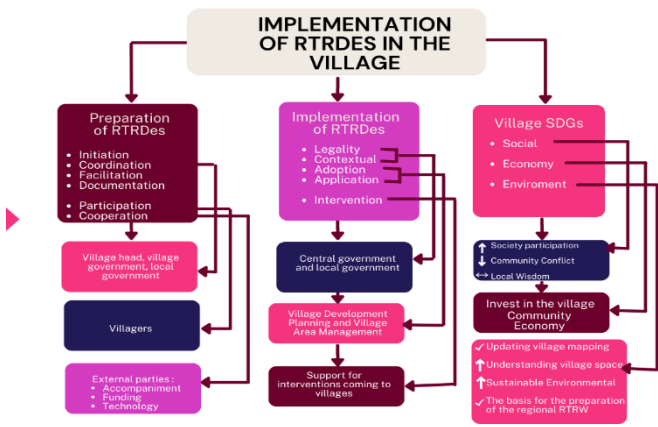 IMPLEMENTATION
OF RTRDES IN THE
VILLAGE
Preparation
of RTRDes
Initiation
Coordination
Facilitation
Documentation
Participation
Cooperation
Village head, village
government, local
government
Villagers
External parties :
Accompaniment
Funding
Technology
Implementation
of RTRDes
Legality
Contextual
Adoption
Application
Intervention
Central government
and local government
Village Development
Planning and Village
Area Management
Support for
interventions coming to
villages
Village SDGs
Social
Economy
Enviroment
Society participation
Community Conflict
Local Wisdom
Invest in the village
Community
Economy
Updating village mapping
Understanding village space
Sustainable Environmental
The basis for the preparation
of the regional RTRW